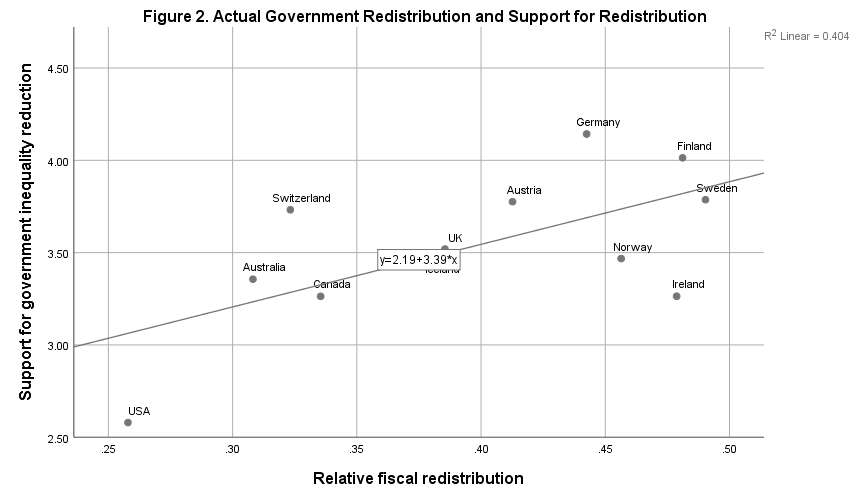 Figure 2. Actual Government Redistribution and Support for Redistribution
R2 Linear = 0.404
Support for government inequality reduction
4.50
4.00
3.50
3.00
2.50
Germany
Finland
Sweden
Austria
Switzerland
UK
Norway
y=2.19+3.39*x
Iceland
Australia
Canada
Ireland
USA
.25
.30
.35
.40
.45
.50
Relative fiscal redistribution